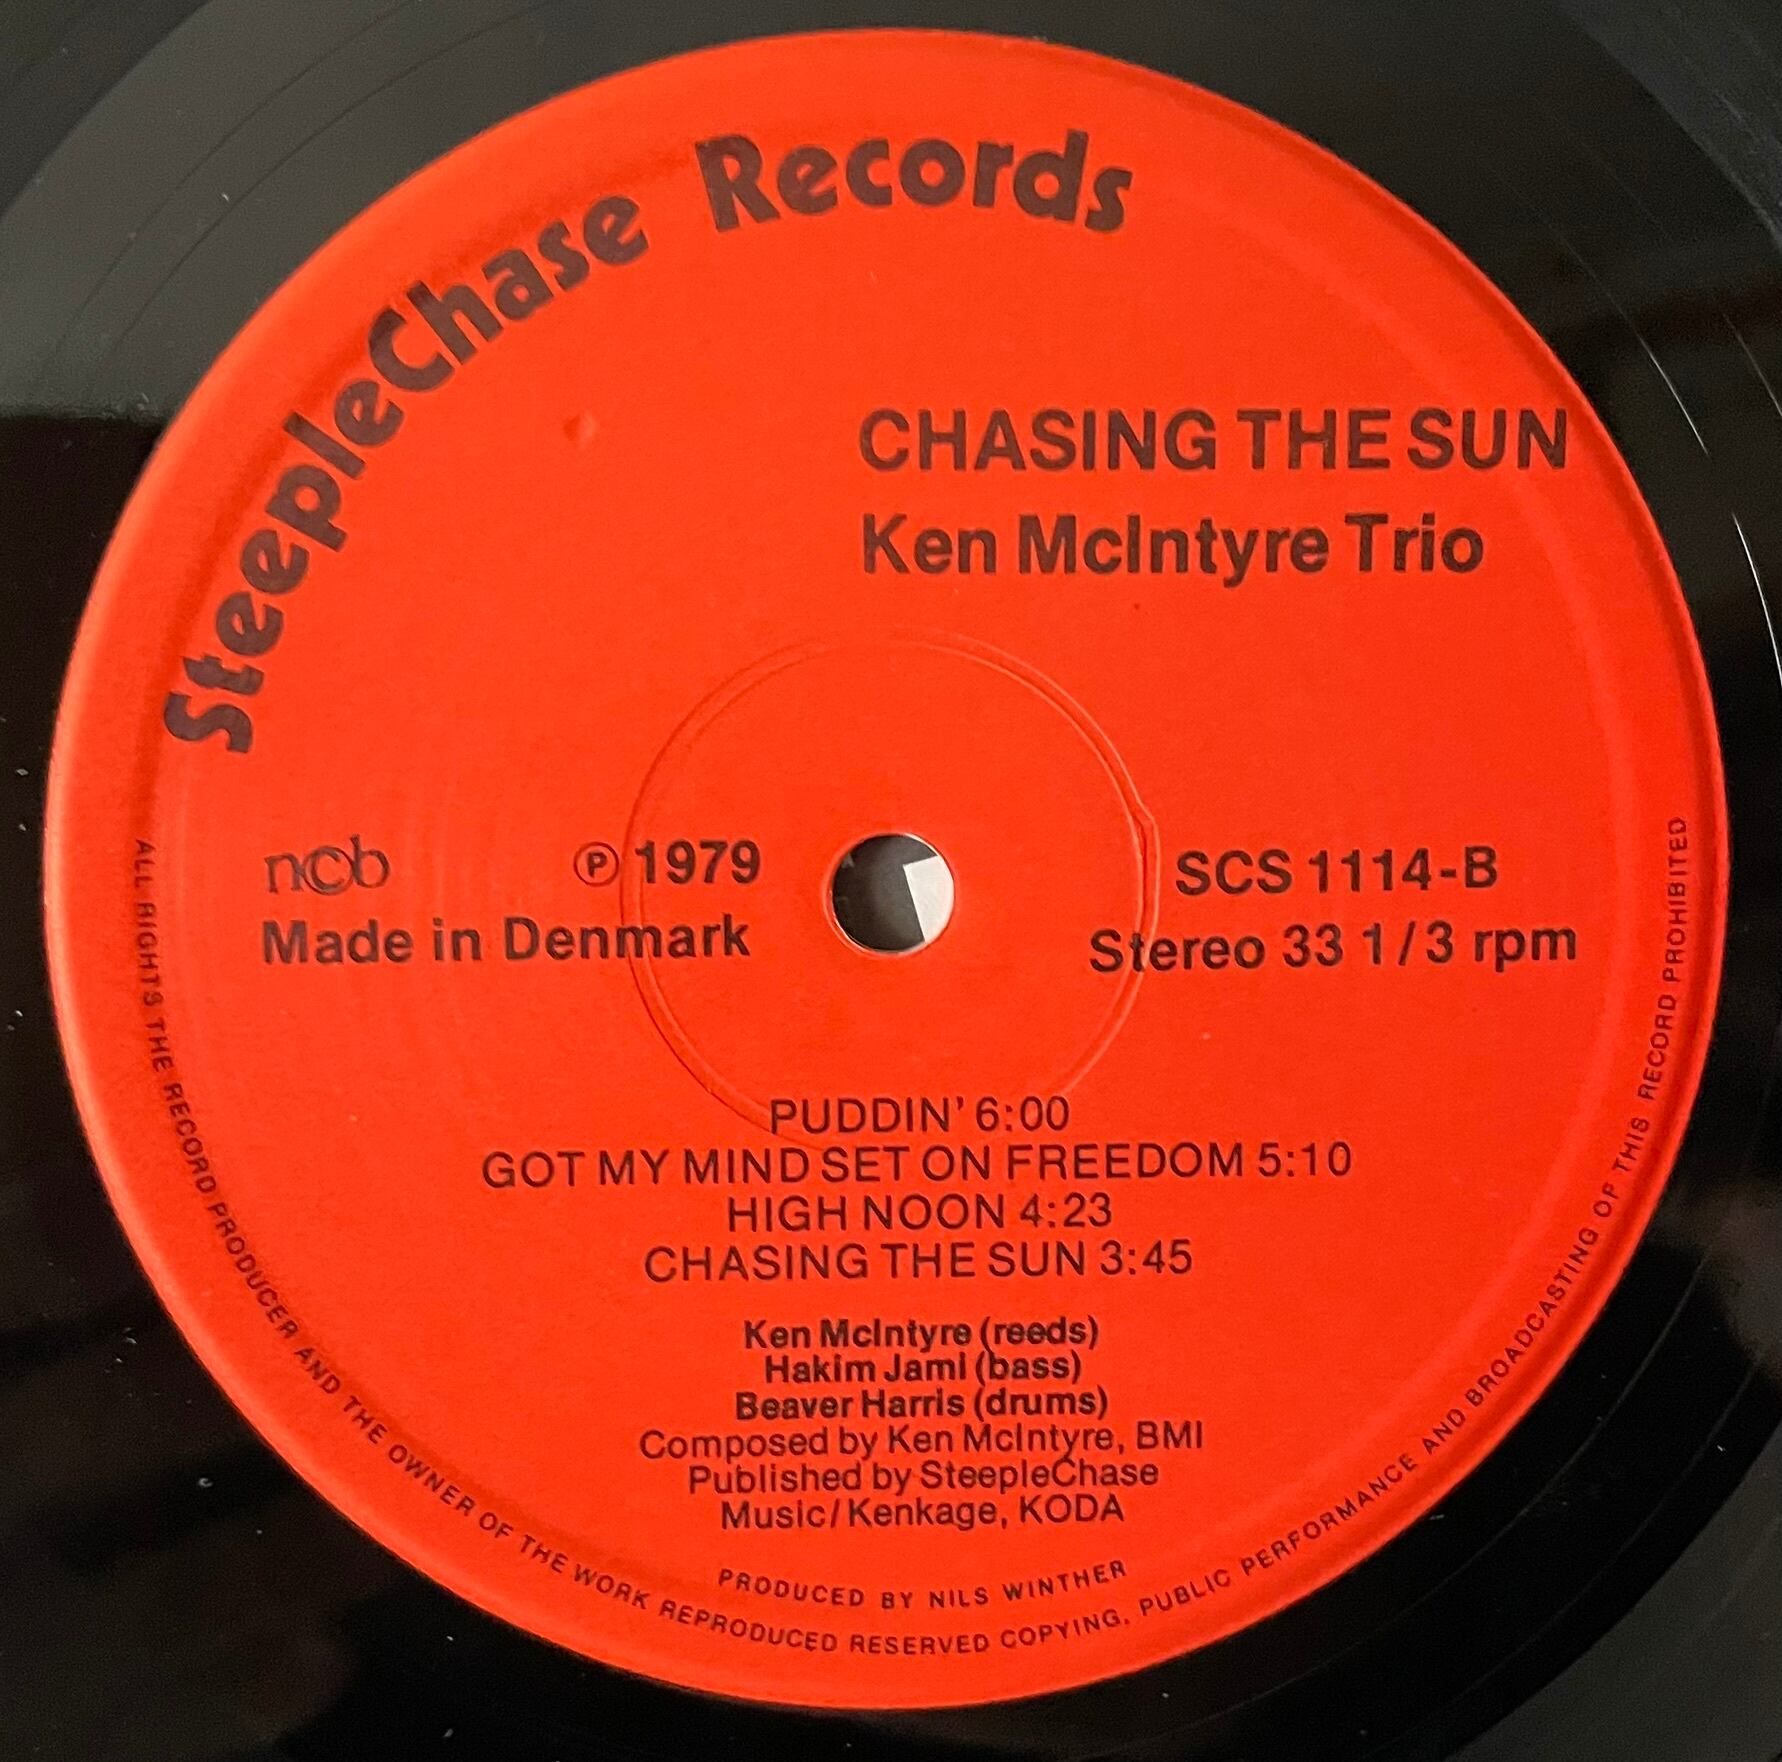 SteepleChase Records
CHASING THE SUN
Ken McIntyre Trio
ncb
Ⓟ 1979
Made in Denmark
SCS 1114-B
Stereo 33 1/3 rpm
PUDDIN' 6:00
GOT MY MIND SET ON FREEDOM 5:10
HIGH NOON 4:23
CHASING THE SUN 3:45
Ken McIntyre (reeds)
Hakim Jami (bass)
Beaver Harris (drums)
Composed by Ken McIntyre, BMI
Published by SteepleChase
Music/Kenkage, KODA
PRODUCED BY NILS WINTHER
ALL RIGHTS THE RECORD PRODUCER AND THE OWNER OF THE WORK REPRODUCED RESERVED COPYING, PUBLIC PERFORMANCE AND BROADCASTING OF THIS RECORD PROHIBITED